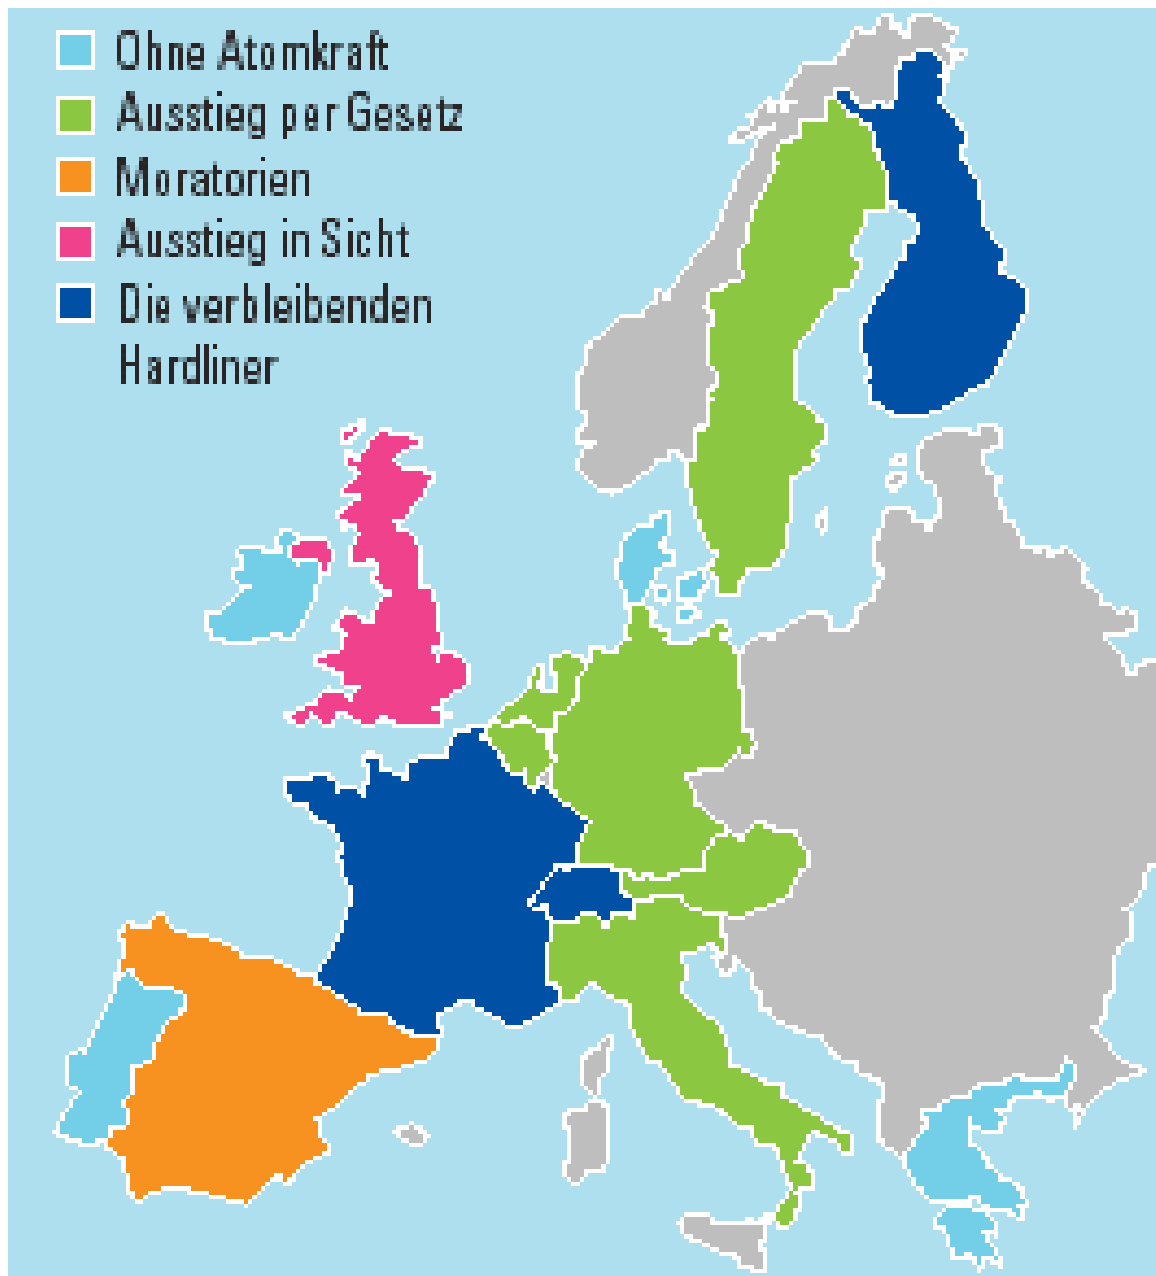 Ohne Atomkraft
Ausstieg per Gesetz
Moratorien
Ausstieg in Sicht
Die verbleibenden
Hardliner